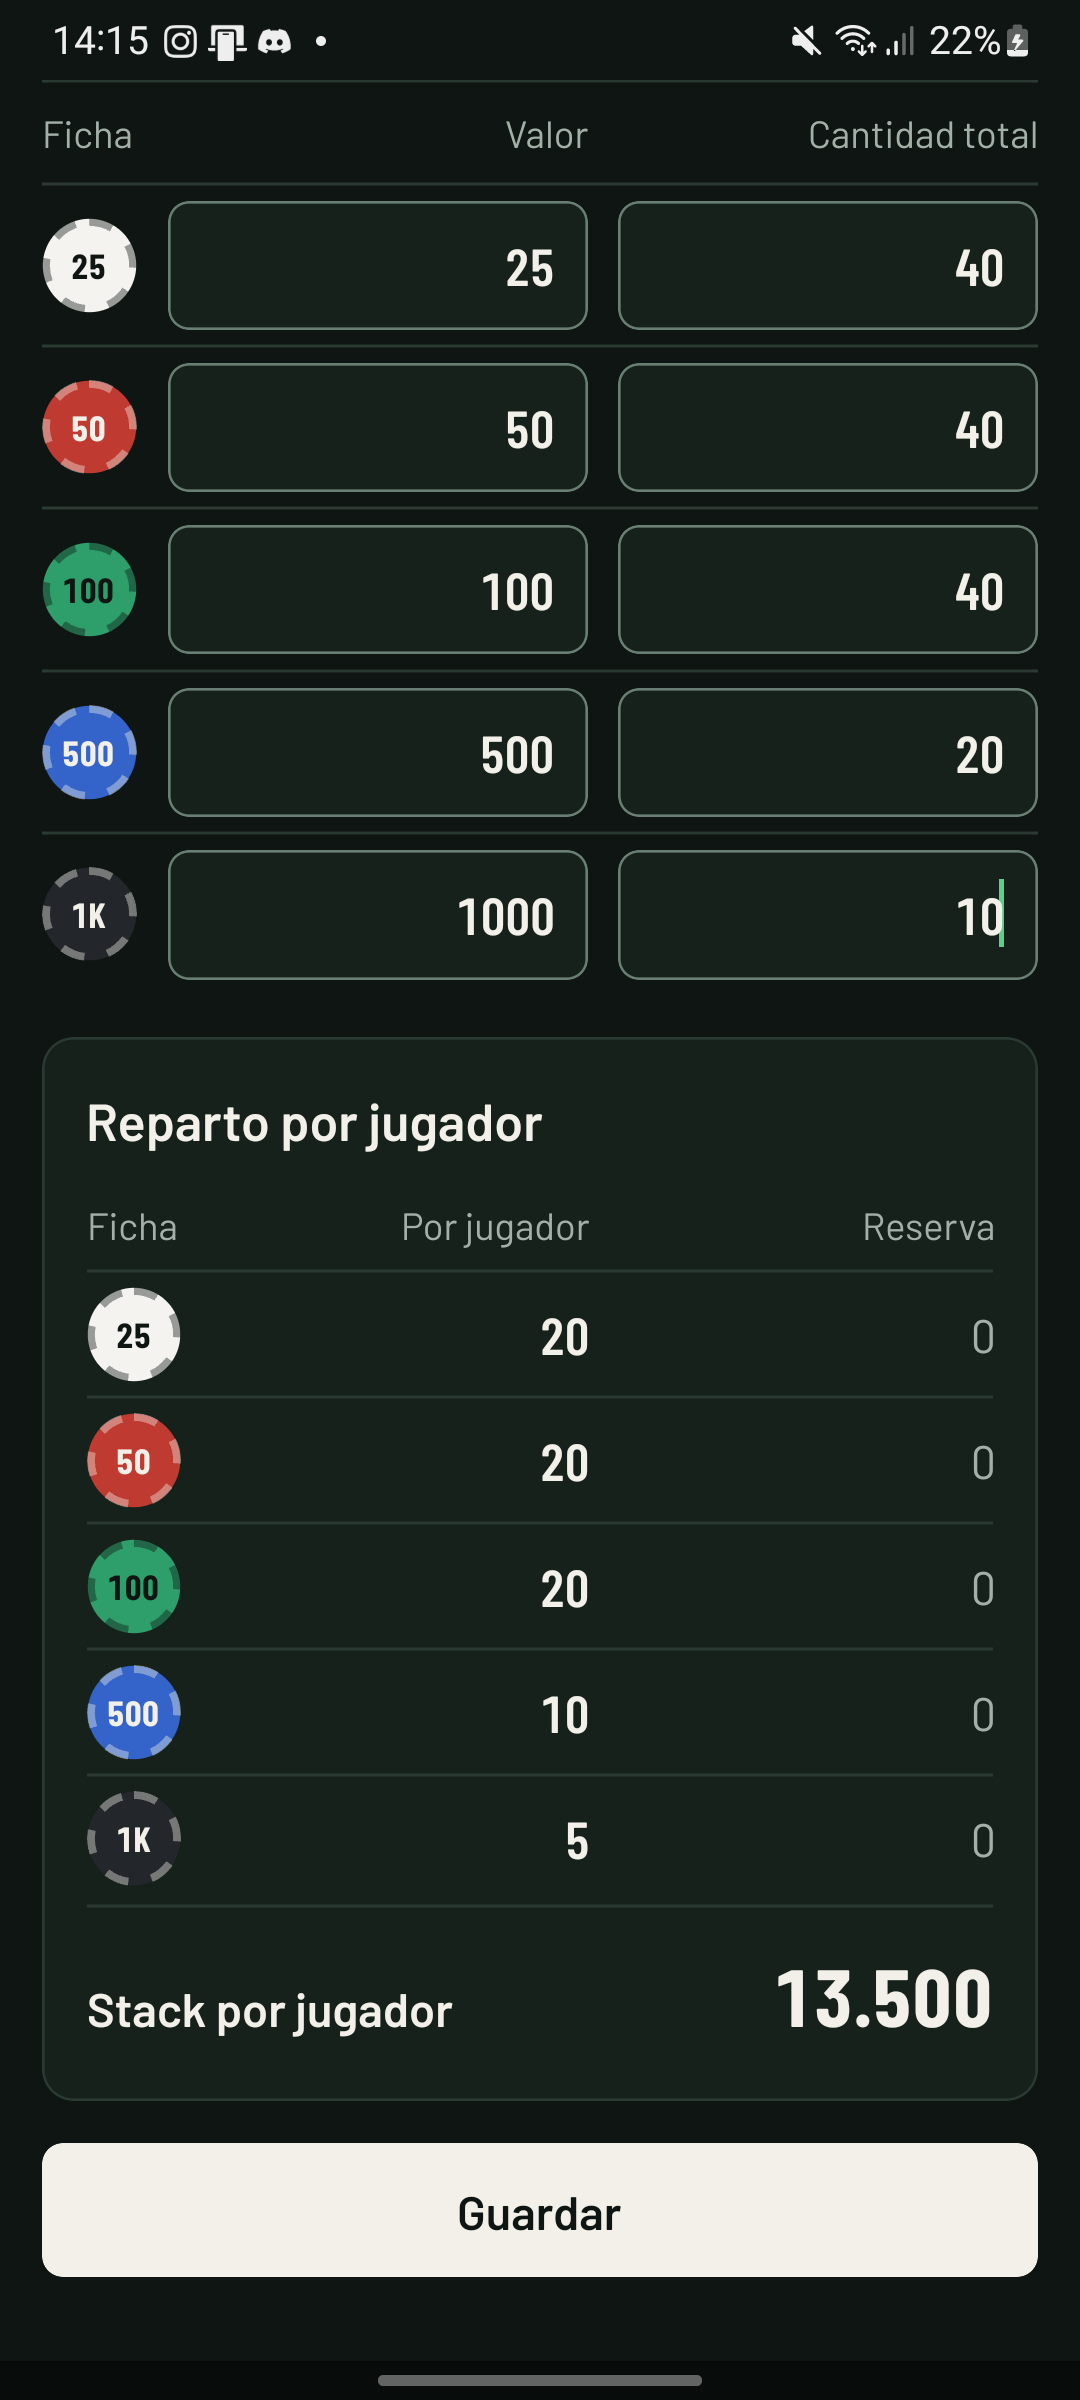 14:15 22%
Ficha Valor Cantidad total
25 25 40
50 50 40
100 100 40
500 500 20
1K 1000 10
Reparto por jugador
Ficha Por jugador Reserva
25 20 0
50 20 0
100 20 0
500 10 0
1K 5 0
Stack por jugador 13.500
Guardar